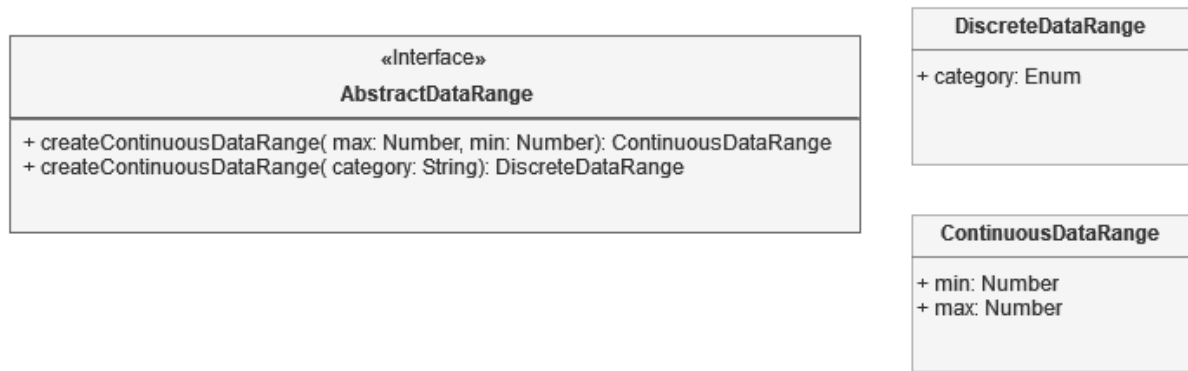 «Interface»
AbstractDataRange
+ createContinuousDataRange( max: Number, min: Number): ContinuousDataRange
+ createContinuousDataRange( category: String): DiscreteDataRange
DiscreteDataRange
+ category: Enum
ContinuousDataRange
+ min: Number
+ max: Number